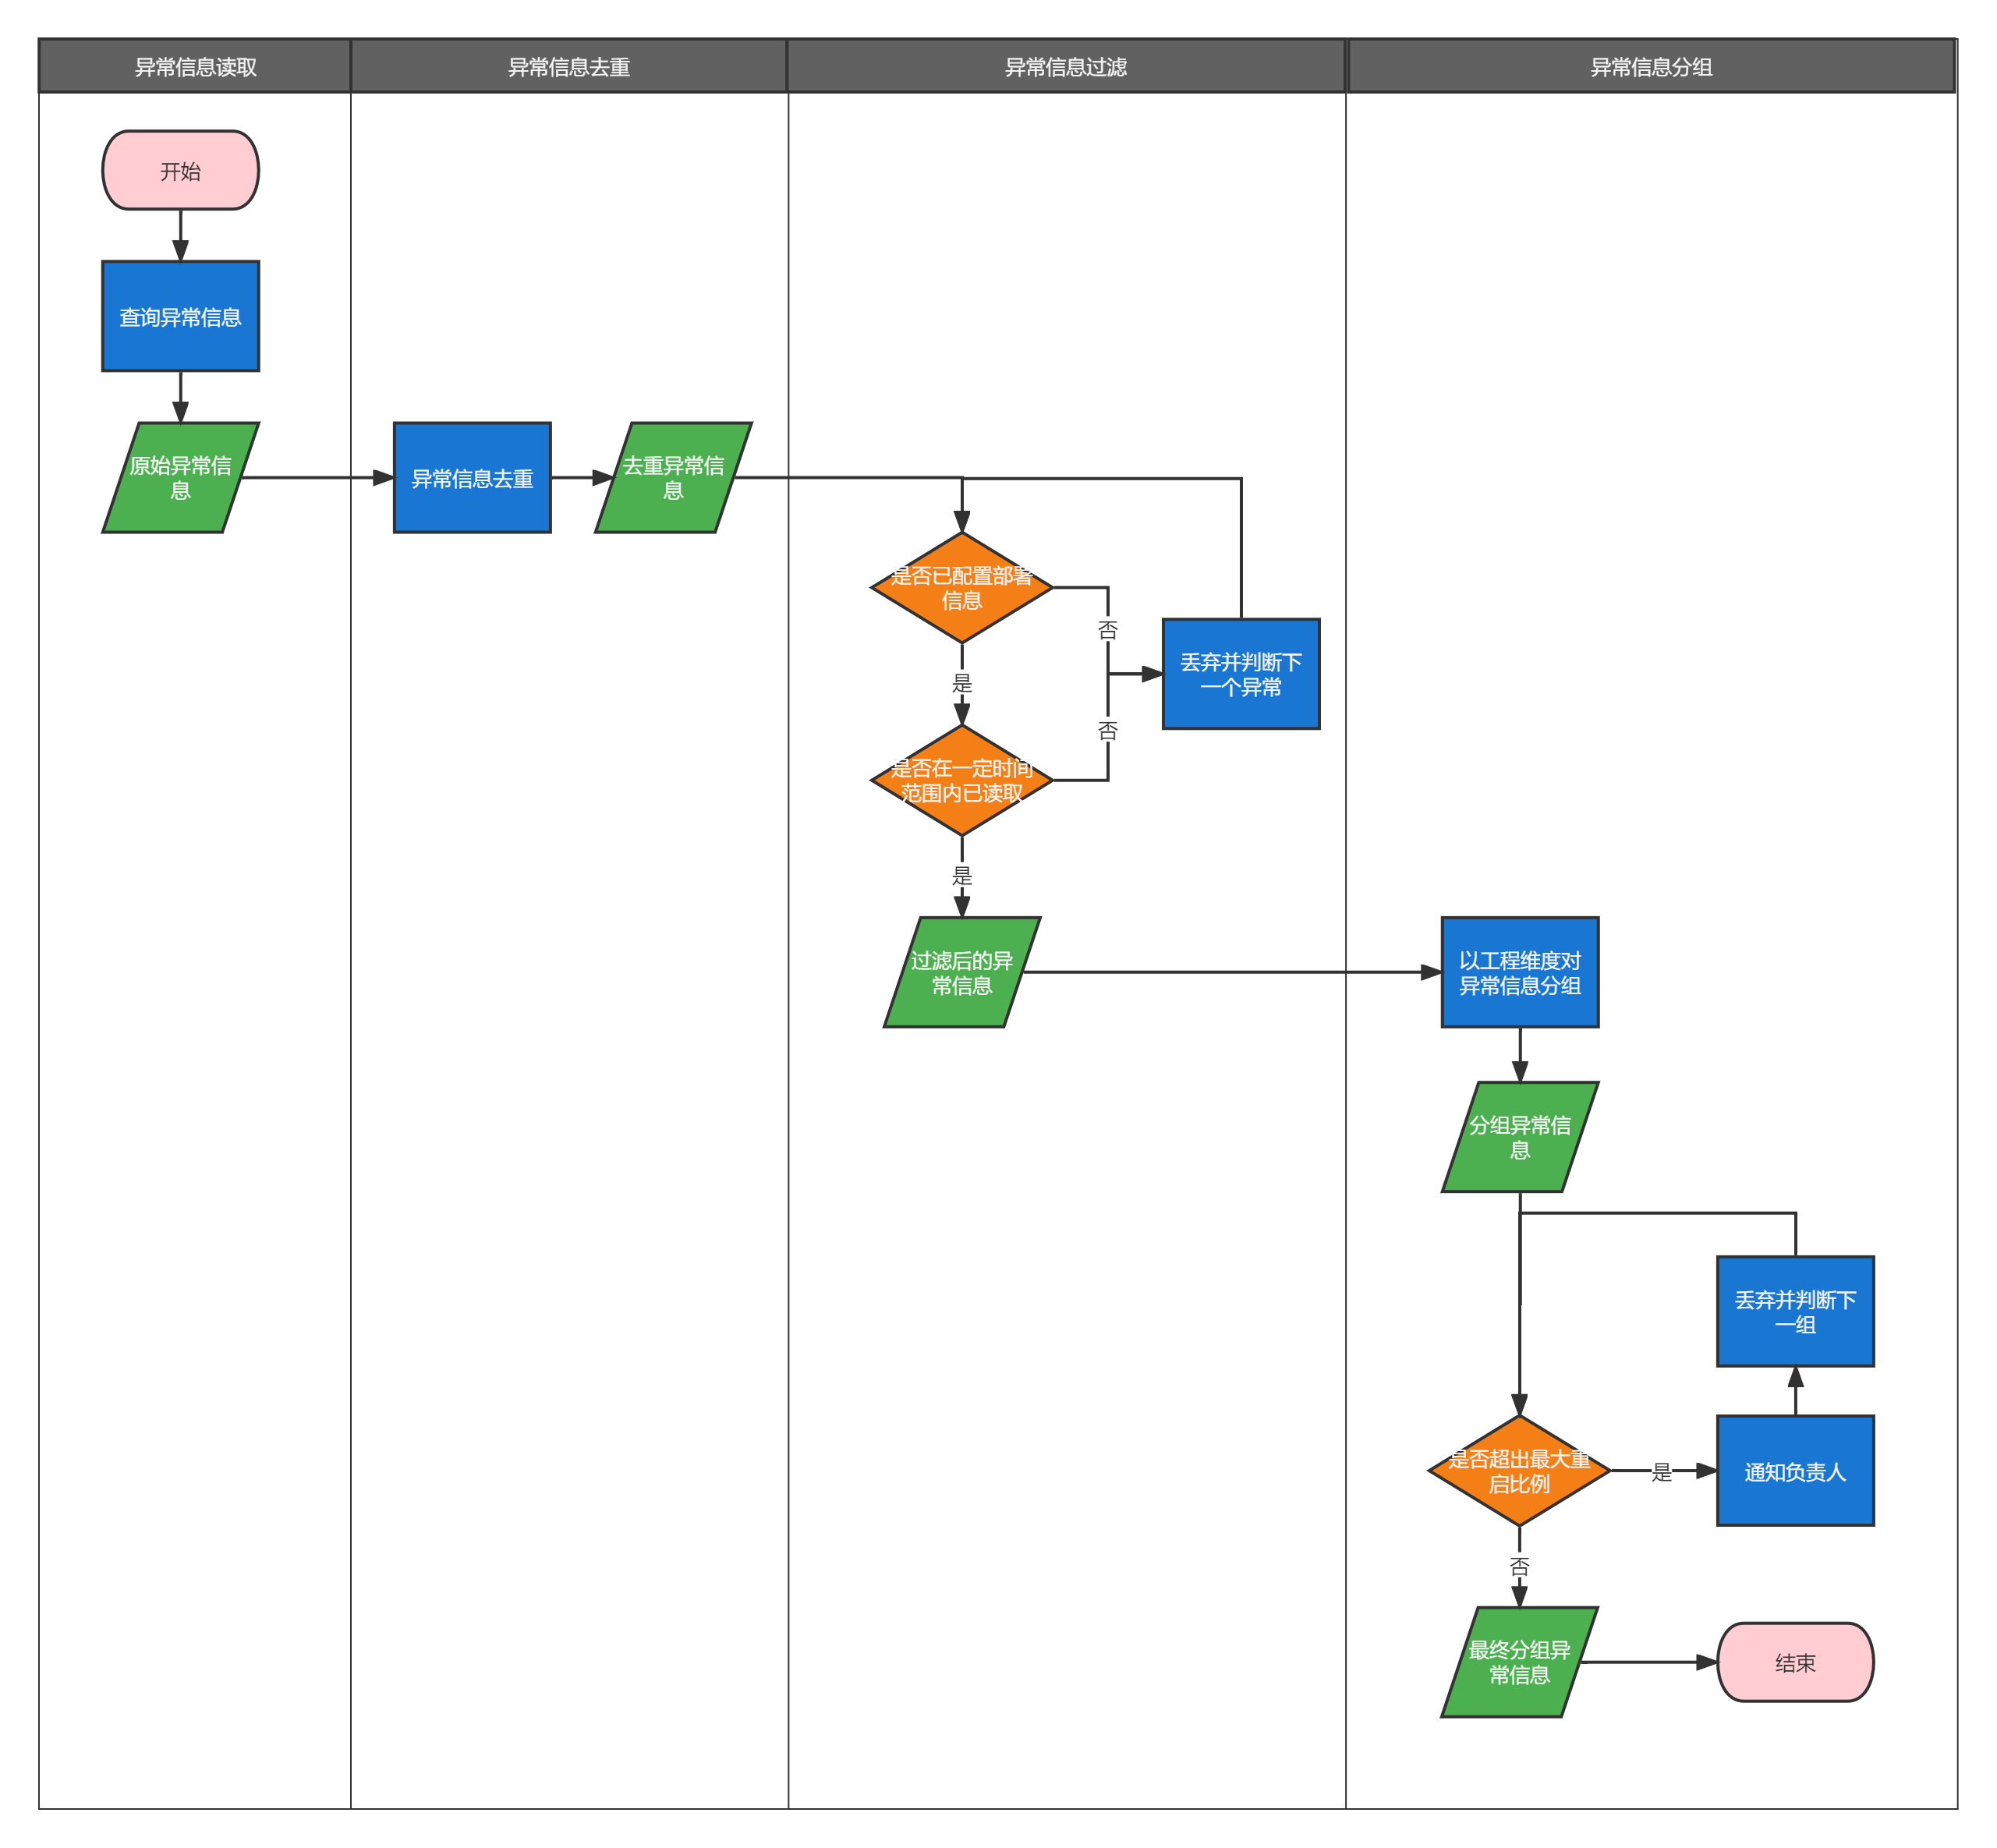 异常信息读取
异常信息去重
异常信息过滤
异常信息分组
开始
查询异常信息
原始异常信
息
异常信息去重
去重异常信
息
是否已配置部署
信息
否
丢弃并判断下
一个异常
是
否
是否在一定时间
范围内已读取
是
过滤后的异
常信息
以工程维度对
异常信息分组
分组异常信
息
丢弃并判断下
一组
是否超出最大重
启比例
是
通知负责人
否
最终分组异
常信息
结束